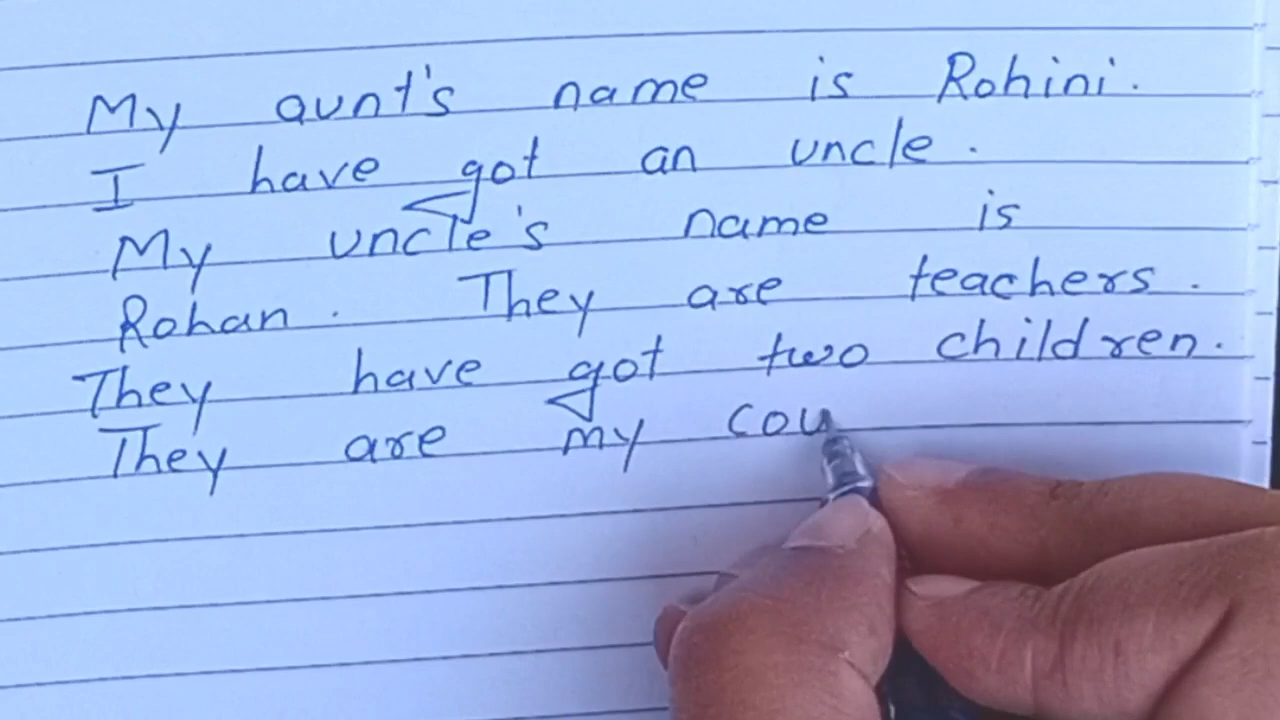 My aunt's name is Rohini.
I have got an uncle.
My uncle's name is
Rohan. They are teachers.
They have got two children.
They are my cou